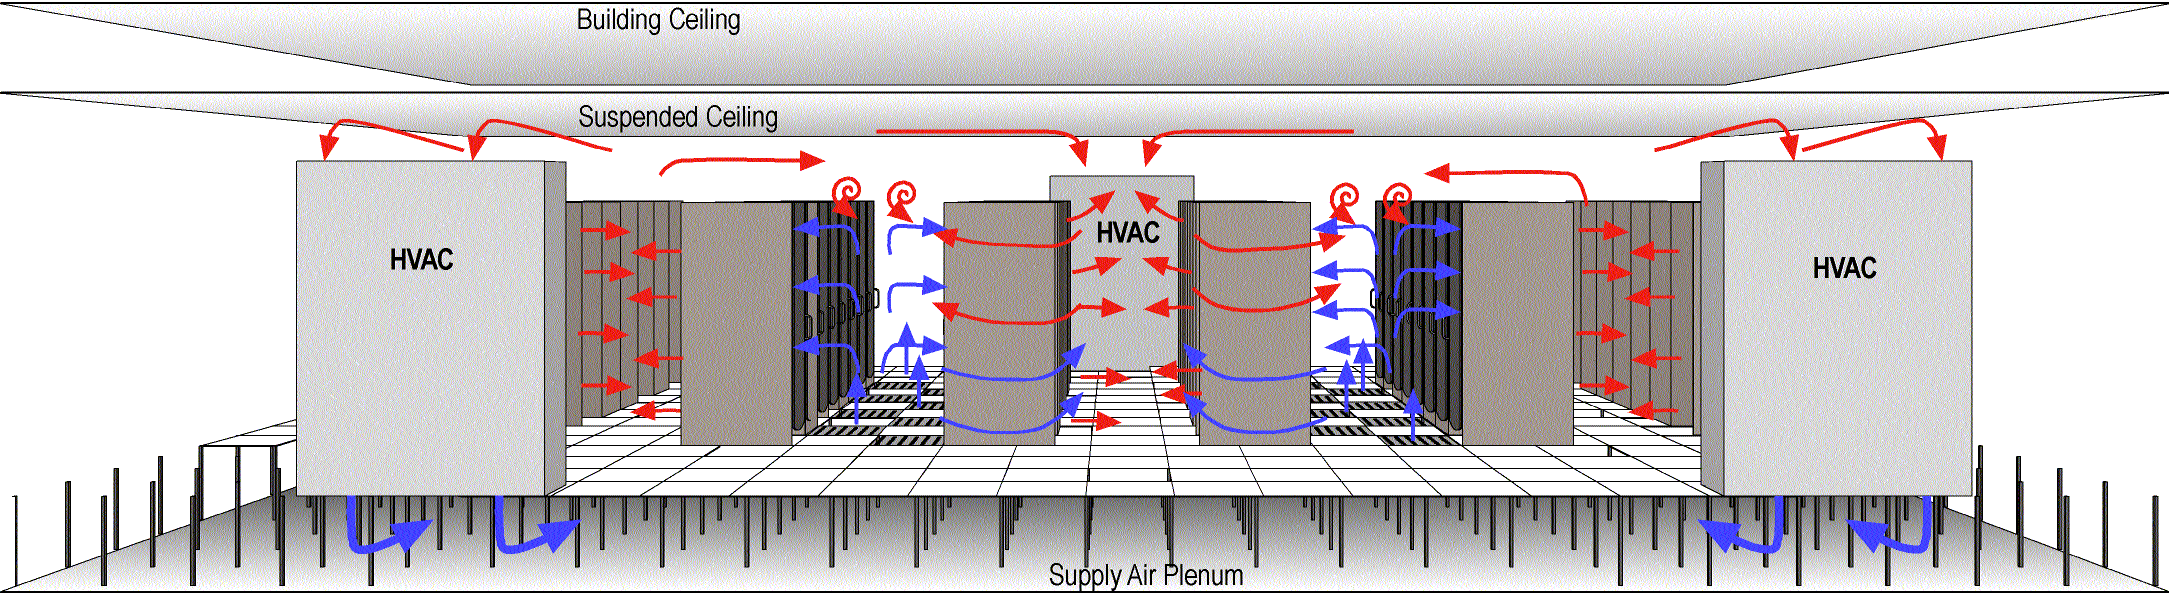 Building Ceiling
Suspended Ceiling
HVAC
HVAC
HVAC
Supply Air Plenum